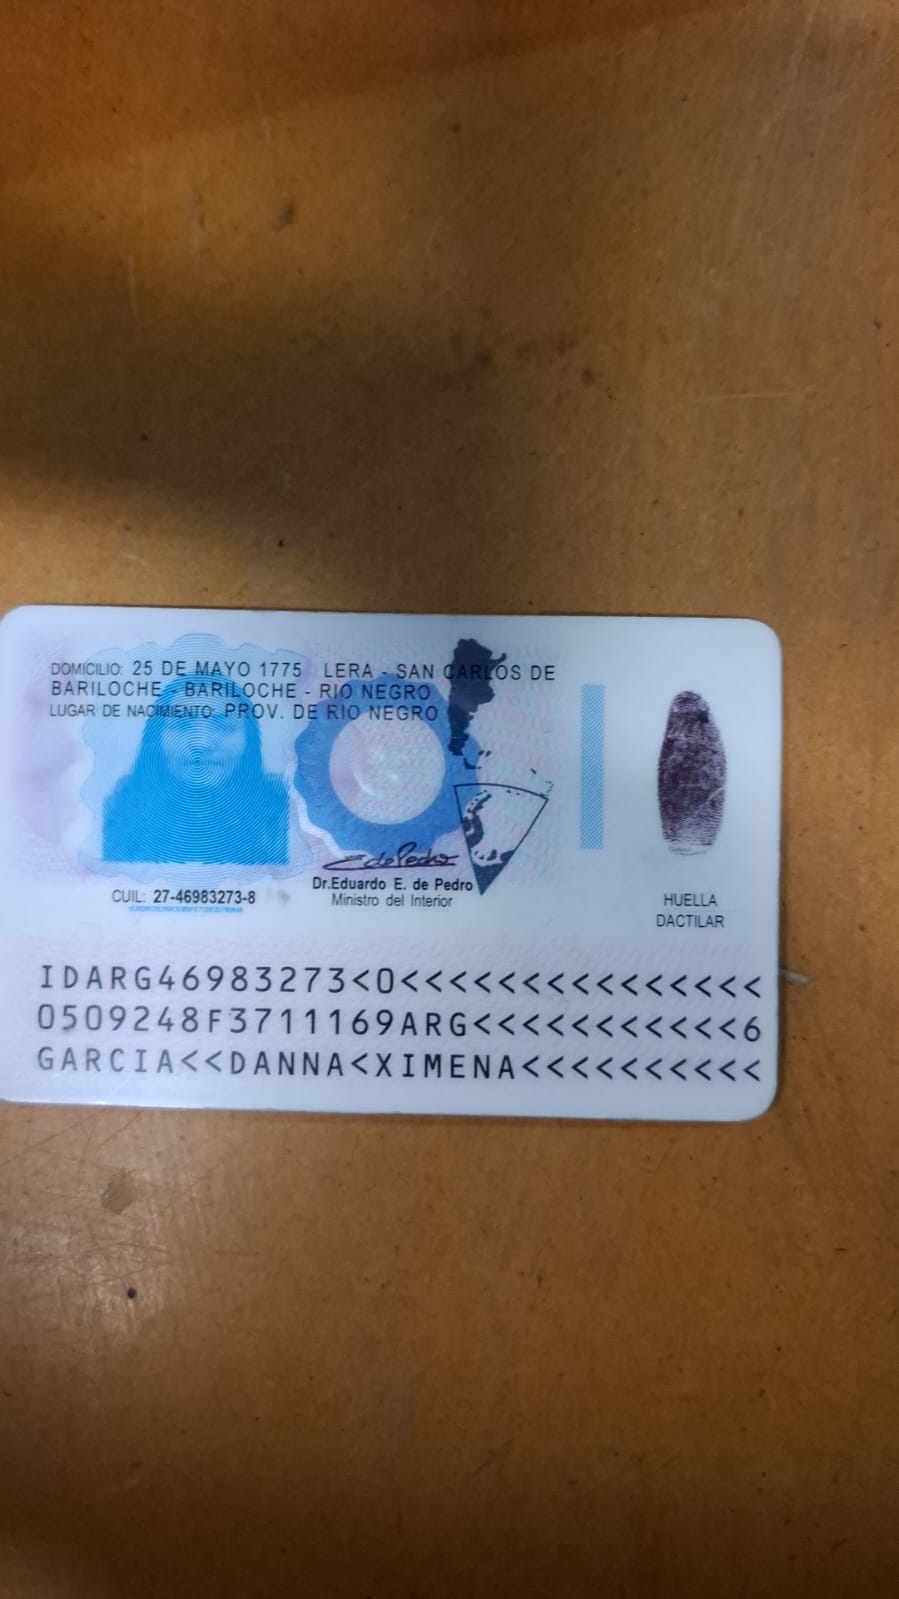 DOMICILIO: 25 DE MAYO 1775 LERA - SAN CARLOS DE
BARILOCHE - BARILOCHE - RIO NEGRO
LUGAR DE NACIMIENTO: PROV. DE RIO NEGRO
CUIL: 27-46983273-8
Dr.Eduardo E. de Pedro
Ministro del Interior
HUELLA
DACTILAR
IDARG46983273<0<<<<<<<<<<<<<<<
0509248F3711169ARG<<<<<<<<<<<6
GARCIA<<DANNA<XIMENA<<<<<<<<<<